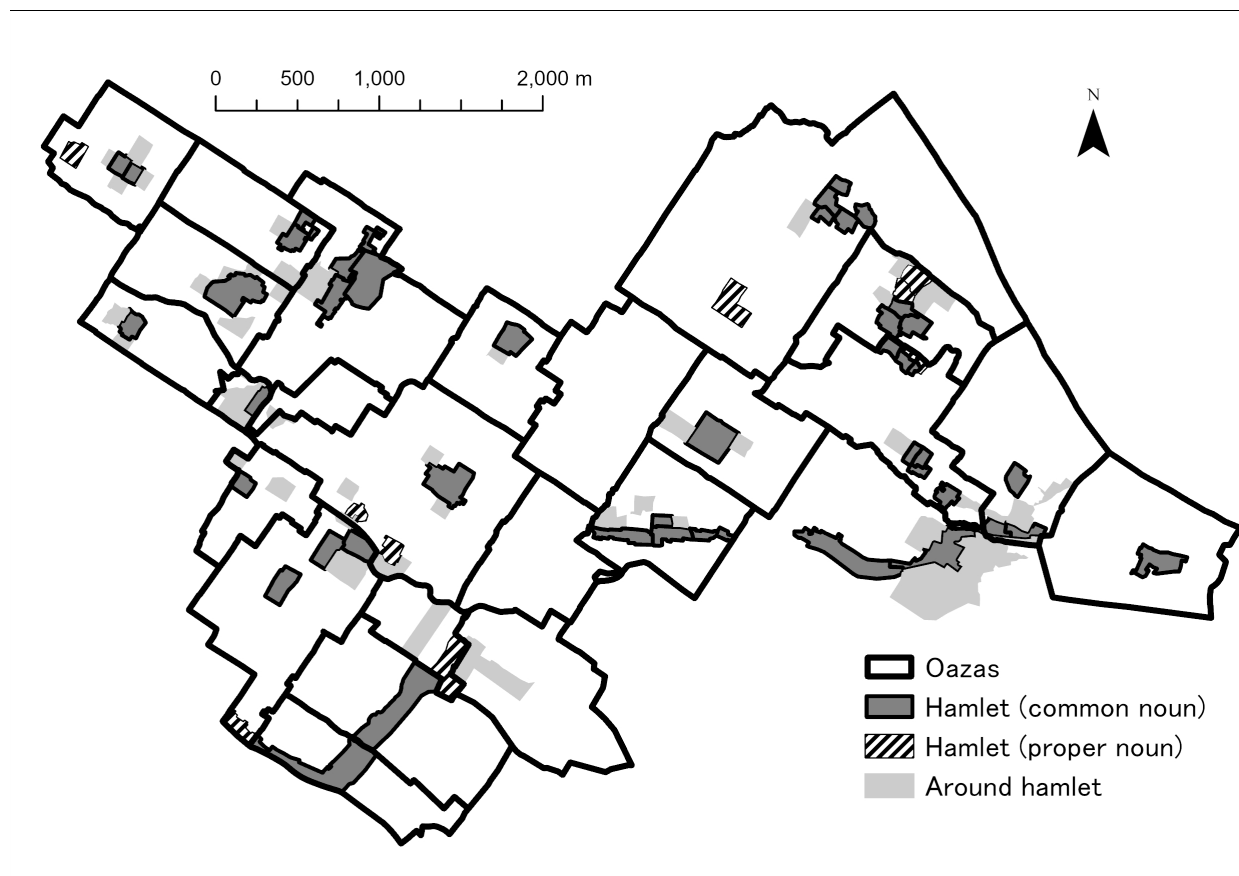 0 500 1,000 2,000 m
N
Oazas
Hamlet (common noun)
Hamlet (proper noun)
Around hamlet